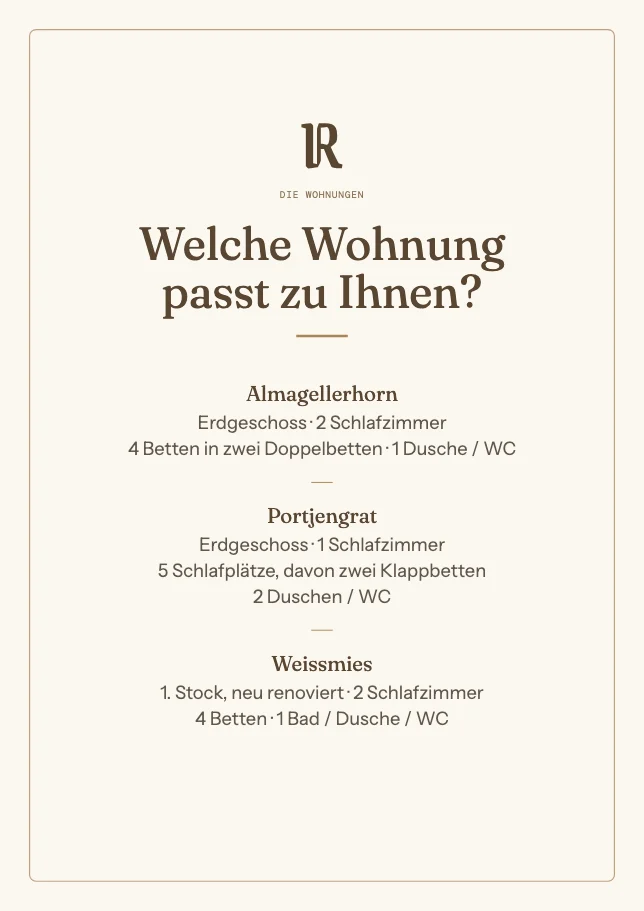 R
DIE WOHNUNGEN
Welche Wohnung
passt zu Ihnen?
Almagellerhorn
Erdgeschoss · 2 Schlafzimmer
4 Betten in zwei Doppelbetten · 1 Dusche / WC
Portjengrat
Erdgeschoss · 1 Schlafzimmer
5 Schlafplätze, davon zwei Klappbetten
2 Duschen / WC
Weissmies
1. Stock, neu renoviert · 2 Schlafzimmer
4 Betten · 1 Bad / Dusche / WC